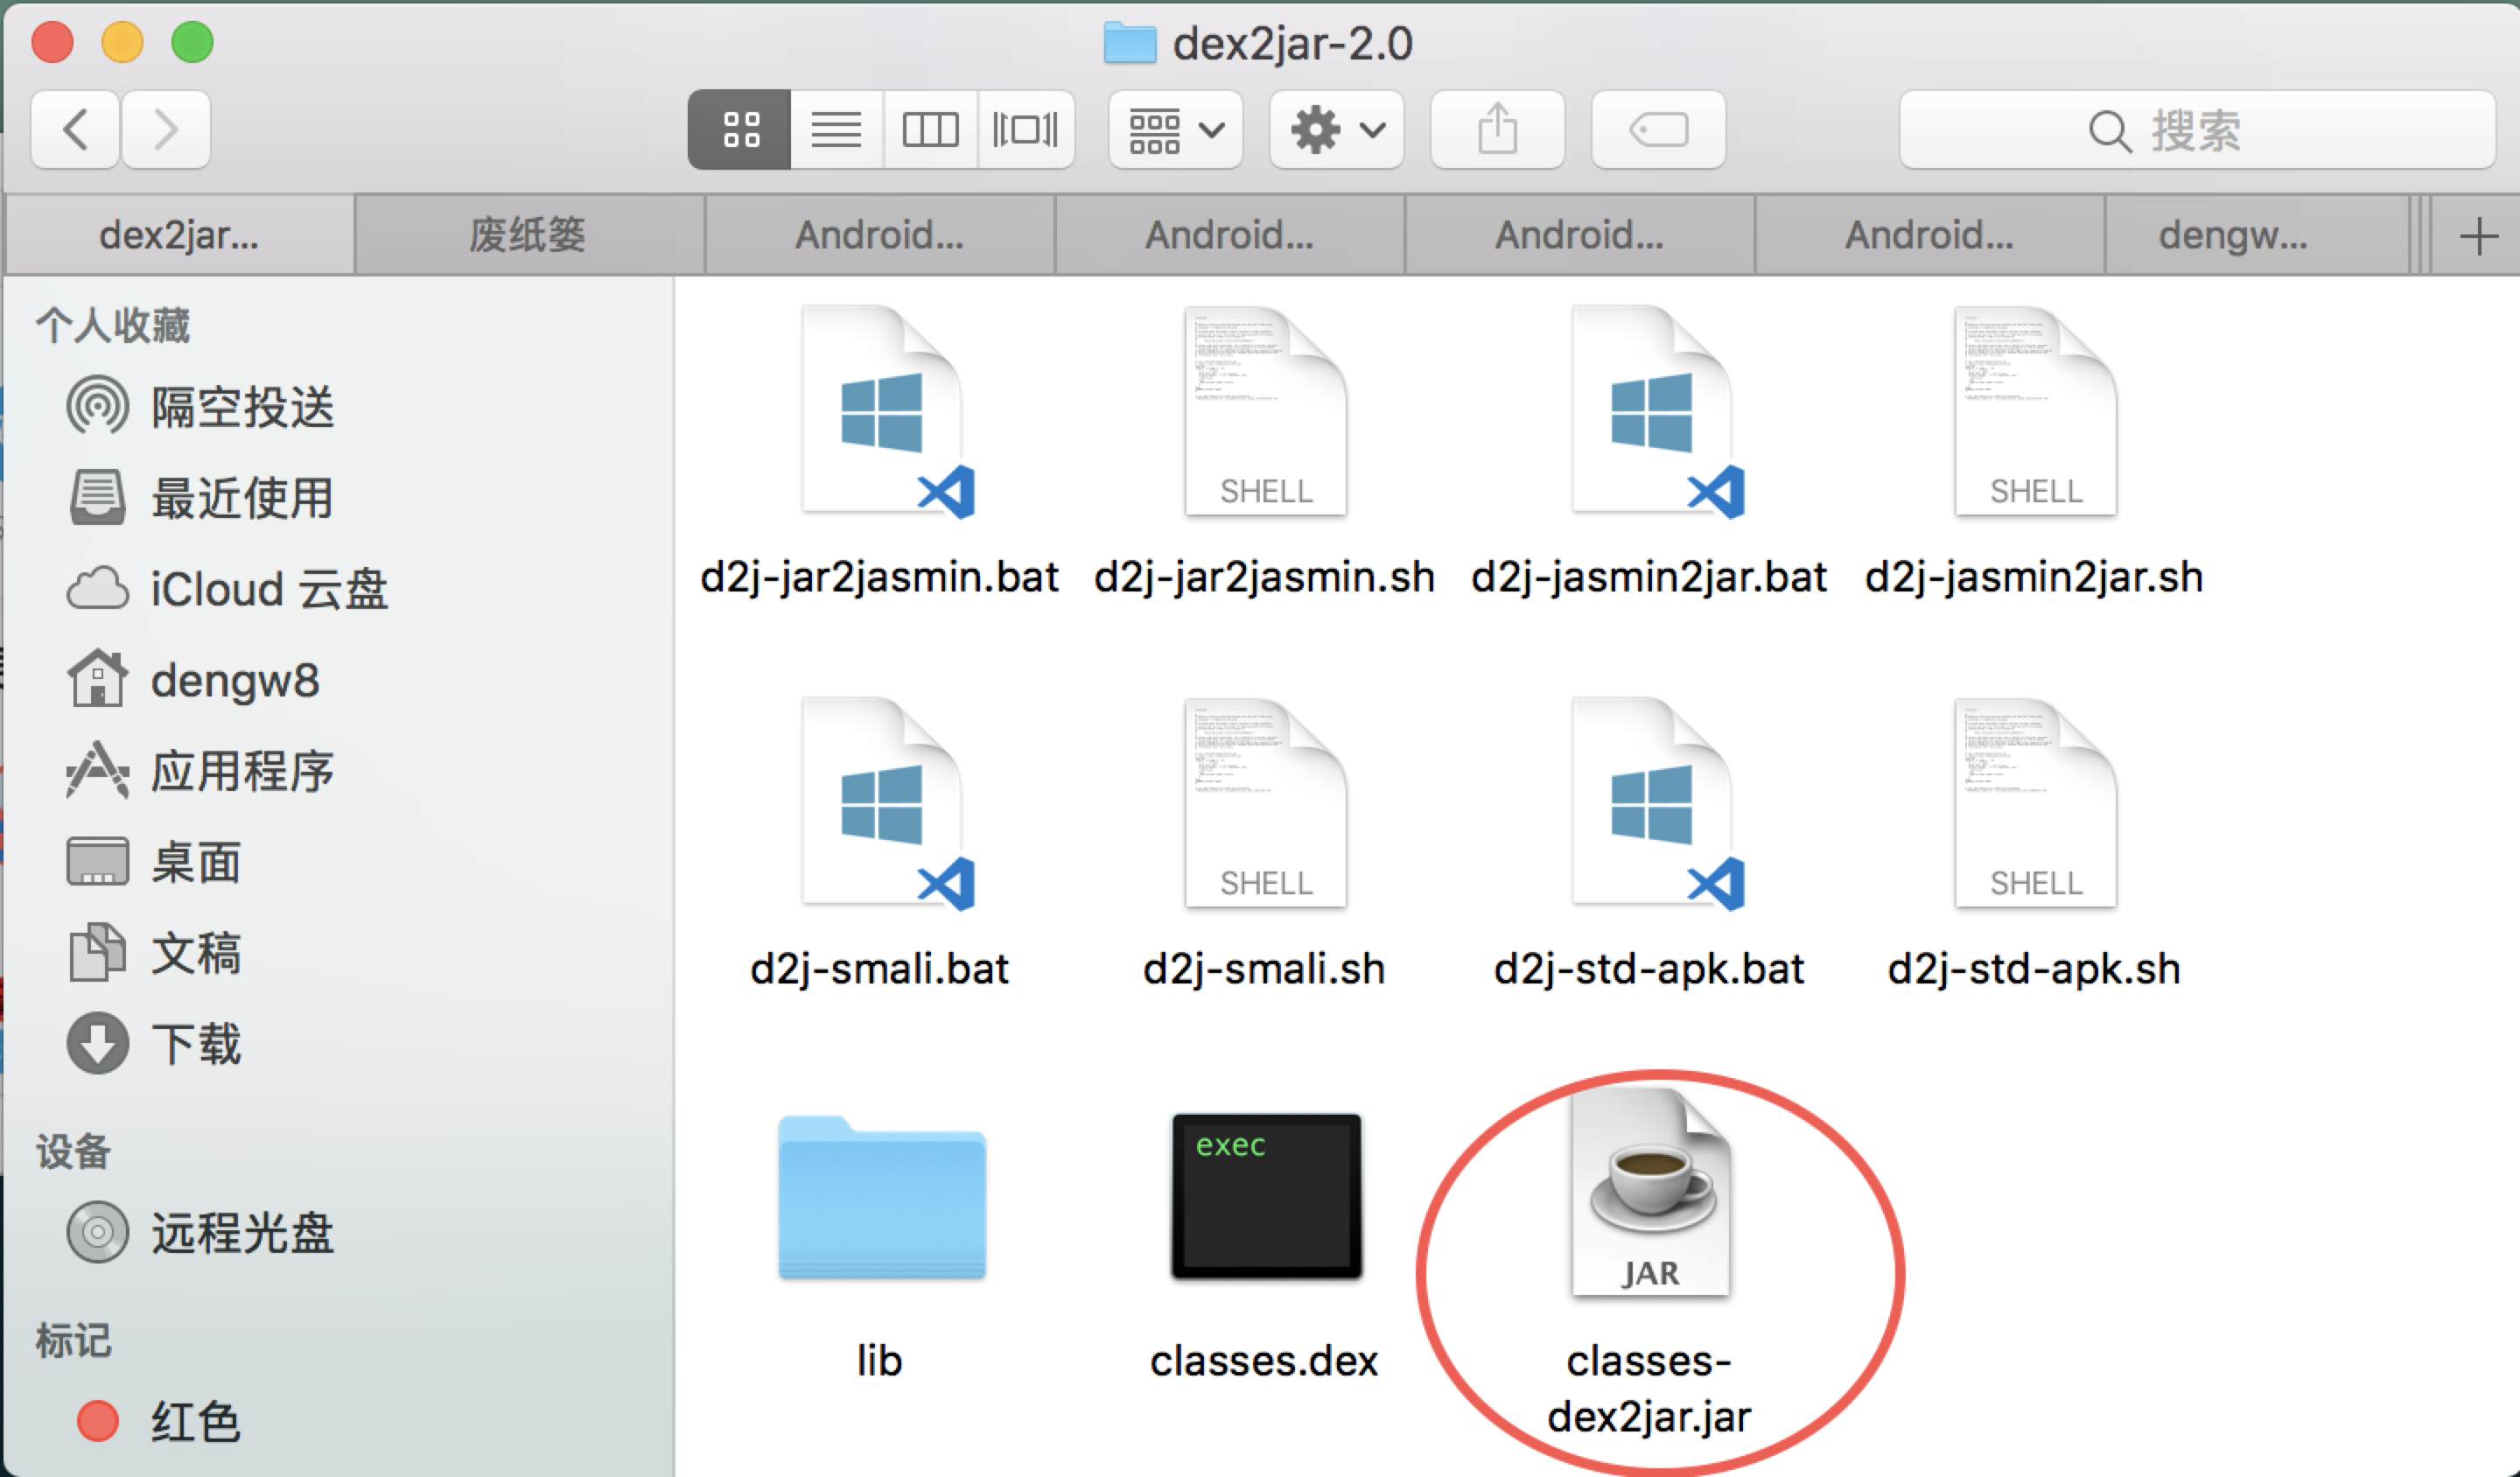 dex2jar-2.0
搜索
dex2jar...
废纸篓
Android...
Android...
Android...
Android...
dengw...
个人收藏
隔空投送
最近使用
iCloud 云盘
dengw8
应用程序
桌面
文稿
下载
设备
远程光盘
标记
红色
SHELL
SHELL
d2j-jar2jasmin.bat
d2j-jar2jasmin.sh
d2j-jasmin2jar.bat
d2j-jasmin2jar.sh
SHELL
SHELL
d2j-smali.bat
d2j-smali.sh
d2j-std-apk.bat
d2j-std-apk.sh
exec
JAR
lib
classes.dex
classes-
dex2jar.jar